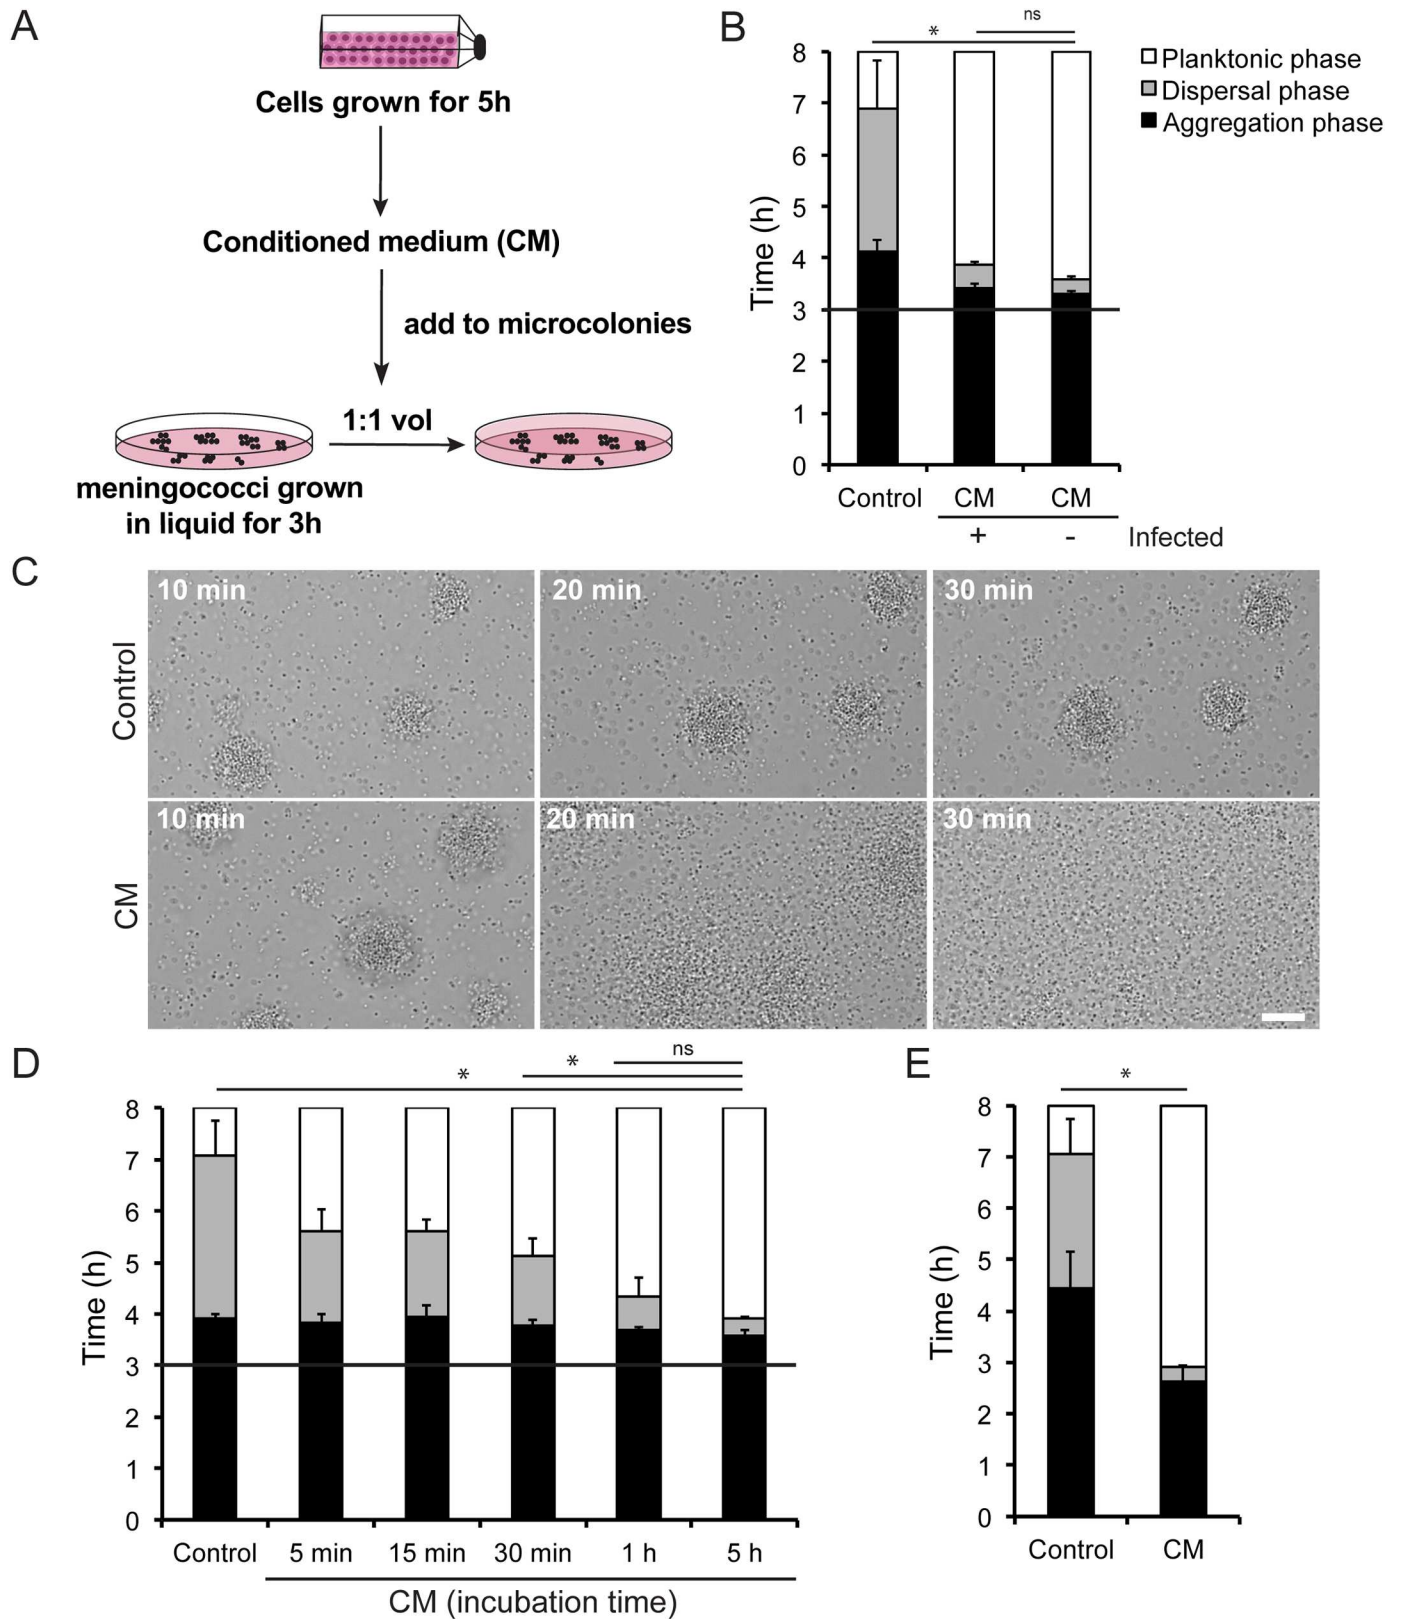 A
Cells grown for 5h
Conditioned medium (CM)
add to microcolonies
1:1 vol
meningococci grown
in liquid for 3h
B
ns
*
8
7
6
5
4
3
2
1
0
Time (h)
Control CM CM
+ - Infected
Planktonic phase
Dispersal phase
Aggregation phase
C
Control
10 min 20 min 30 min
CM
10 min 20 min 30 min
D
ns
*
*
8
7
6
5
4
3
2
1
0
Time (h)
Control 5 min 15 min 30 min 1 h 5 h
CM (incubation time)
E
*
8
7
6
5
4
3
2
1
0
Time (h)
Control CM